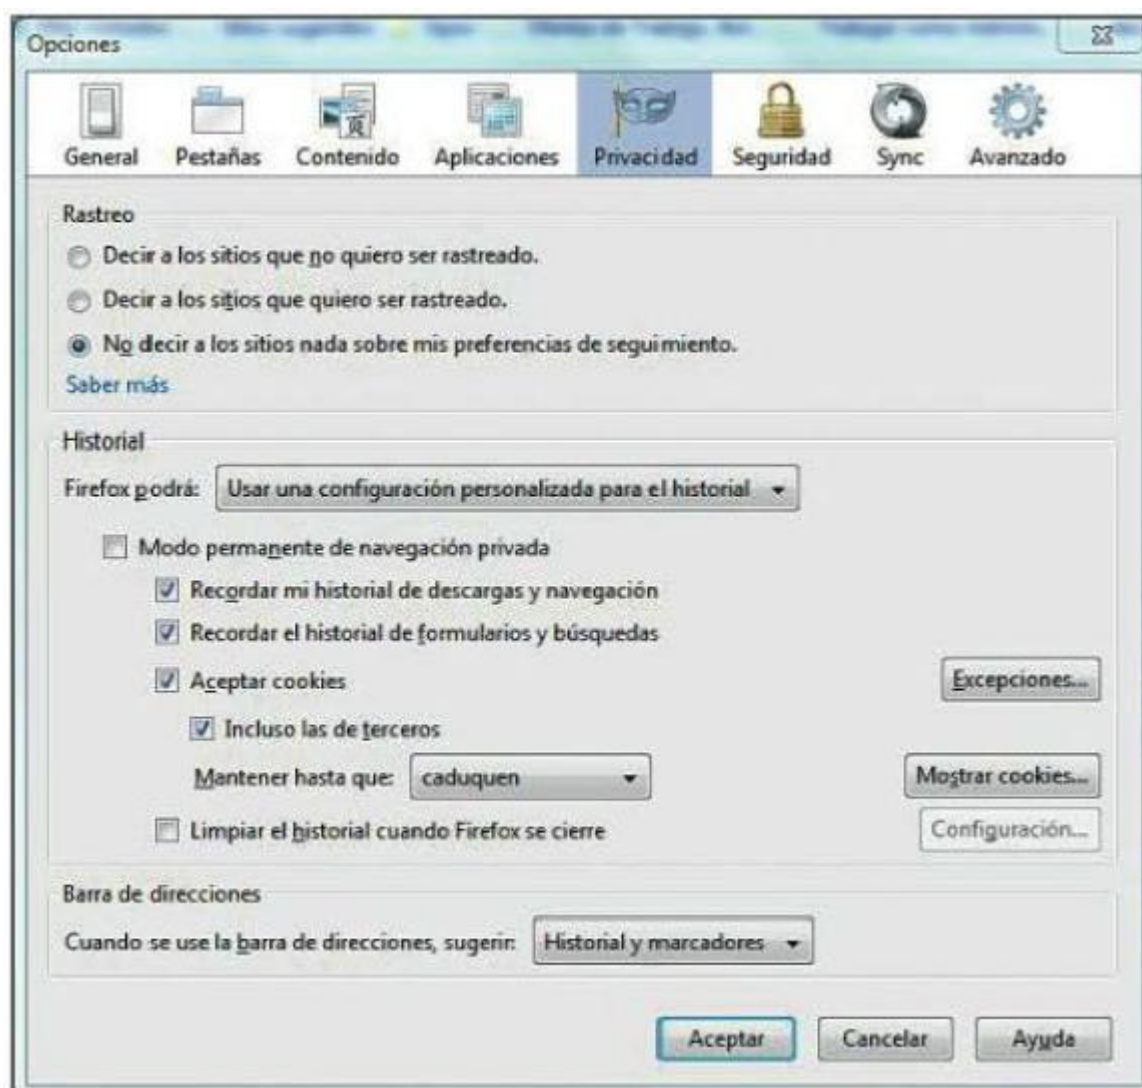 Opciones
General Pestañas Contenido Aplicaciones Privacidad Seguridad Sync Avanzado
Rastreo
Decir a los sitios que no quiero ser rastreado.
Decir a los sitios que quiero ser rastreado.
No decir a los sitios nada sobre mis preferencias de seguimiento.
Saber más
Historial
Firefox podrá: Usar una configuración personalizada para el historial
Modo permanente de navegación privada
Recordar mi historial de descargas y navegación
Recordar el historial de formularios y búsquedas
Aceptar cookies Excepciones...
Incluso las de terceros
Mantener hasta que: caduquen Mostrar cookies...
Limpiar el historial cuando Firefox se cierre Configuración...
Barra de direcciones
Cuando se use la barra de direcciones, sugerir: Historial y marcadores
Aceptar Cancelar Ayuda